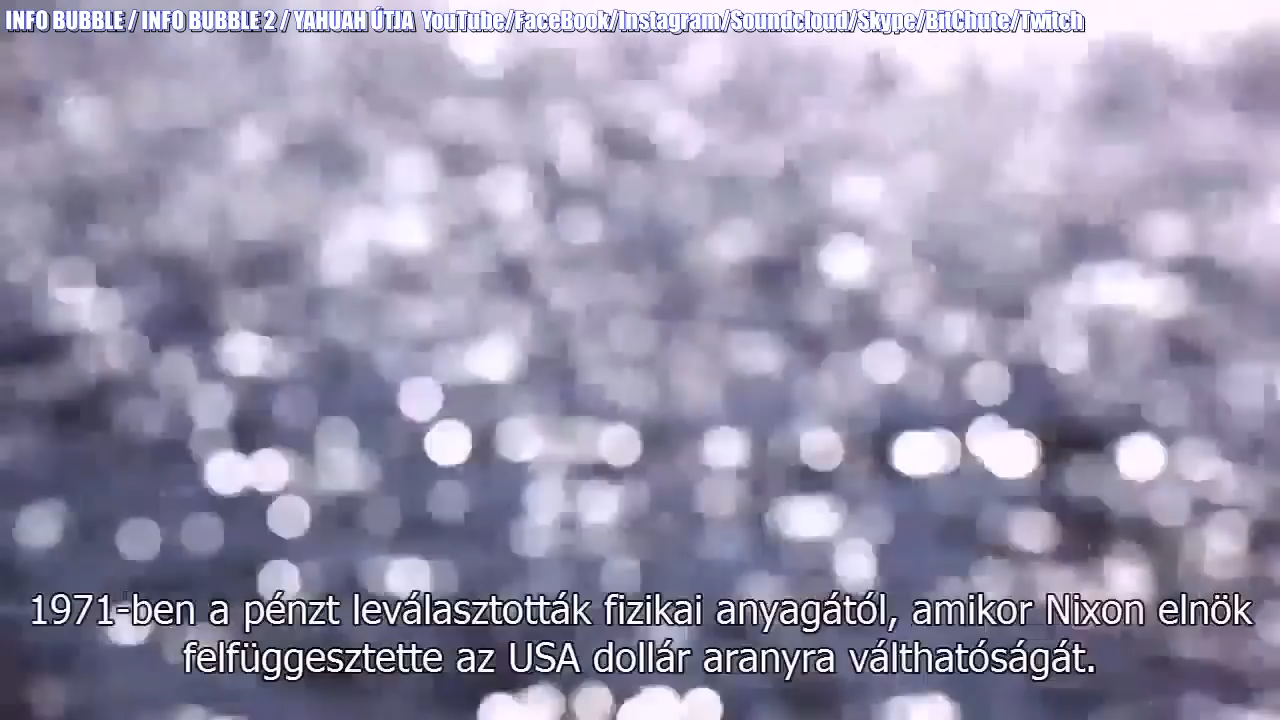 INFO BUBBLE / INFO BUBBLE 2 / YAHUAH ÚTJA YouTube/FaceBook/Instagram/Soundcloud/Skype/BitChute/Twitch
1971-ben a pénzt leválasztották fizikai anyagától, amikor Nixon elnök
felfüggesztette az USA dollár aranyra válthatóságát.